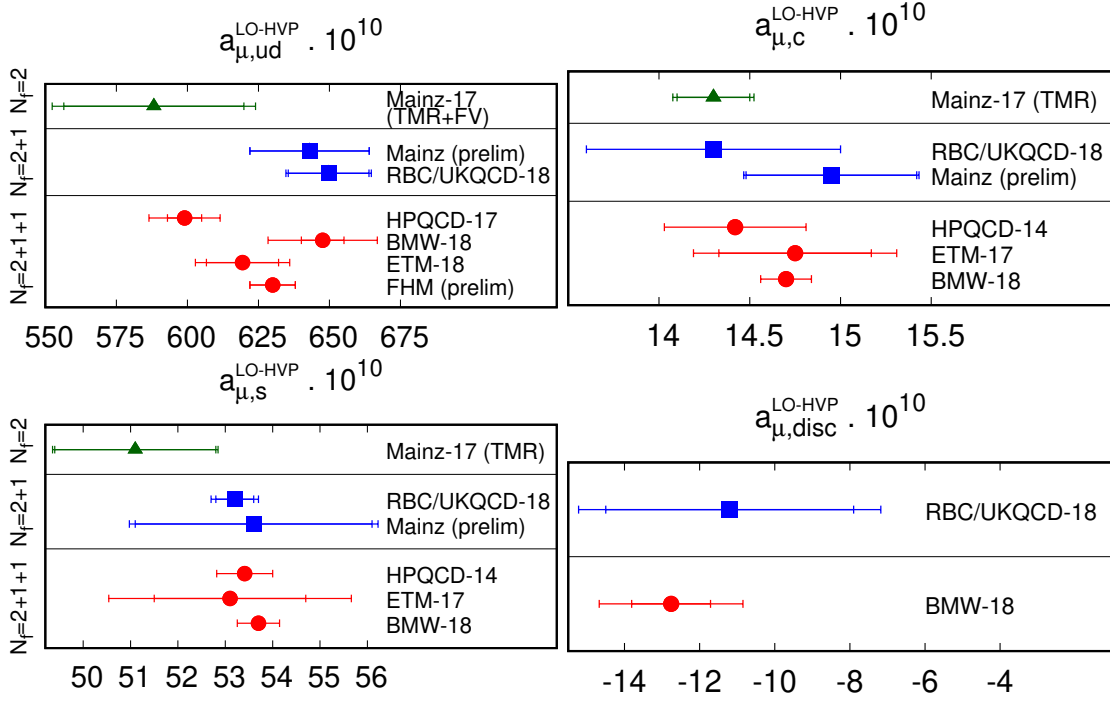 a_{μ,ud}^{LO-HVP} . 10^{10}
N_f=2
Mainz-17
(TMR+FV)
N_f=2+1
Mainz (prelim)
RBC/UKQCD-18
N_f=2+1+1
HPQCD-17
BMW-18
ETM-18
FHM (prelim)
550 575 600 625 650 675
a_{μ,c}^{LO-HVP} . 10^{10}
Mainz-17 (TMR)
RBC/UKQCD-18
Mainz (prelim)
HPQCD-14
ETM-17
BMW-18
14 14.5 15 15.5
a_{μ,s}^{LO-HVP} . 10^{10}
N_f=2
Mainz-17 (TMR)
N_f=2+1
RBC/UKQCD-18
Mainz (prelim)
N_f=2+1+1
HPQCD-14
ETM-17
BMW-18
50 51 52 53 54 55 56
a_{μ,disc}^{LO-HVP} . 10^{10}
RBC/UKQCD-18
BMW-18
-14 -12 -10 -8 -6 -4